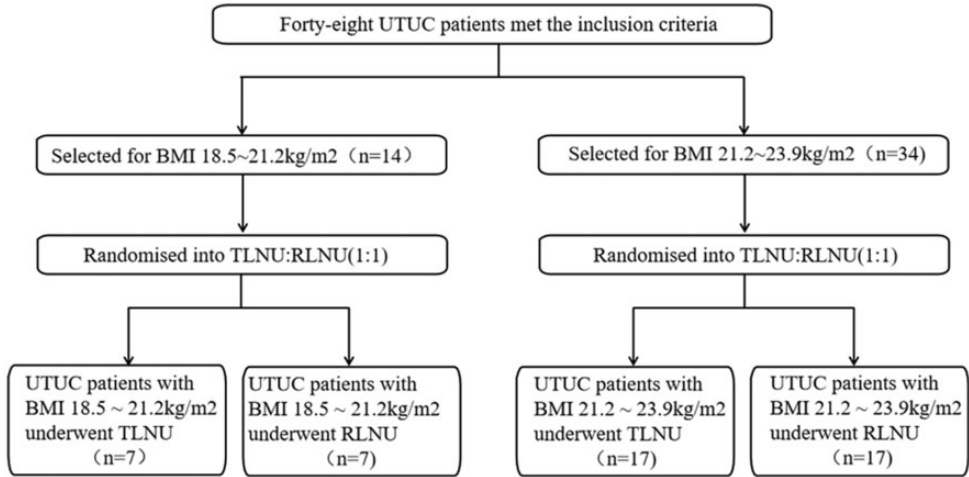 Forty-eight UTUC patients met the inclusion criteria
Selected for BMI 18.5~21.2kg/m2（n=14）
Selected for BMI 21.2~23.9kg/m2（n=34)
Randomised into TLNU:RLNU(1:1)
Randomised into TLNU:RLNU(1:1)
UTUC patients with
BMI 18.5 ~ 21.2kg/m2
underwent TLNU
（n=7）
UTUC patients with
BMI 18.5 ~ 21.2kg/m2
underwent RLNU
（n=7)
UTUC patients with
BMI 21.2 ~ 23.9kg/m2
underwent TLNU
（n=17)
UTUC patients with
BMI 21.2 ~ 23.9kg/m2
underwent RLNU
（n=17)